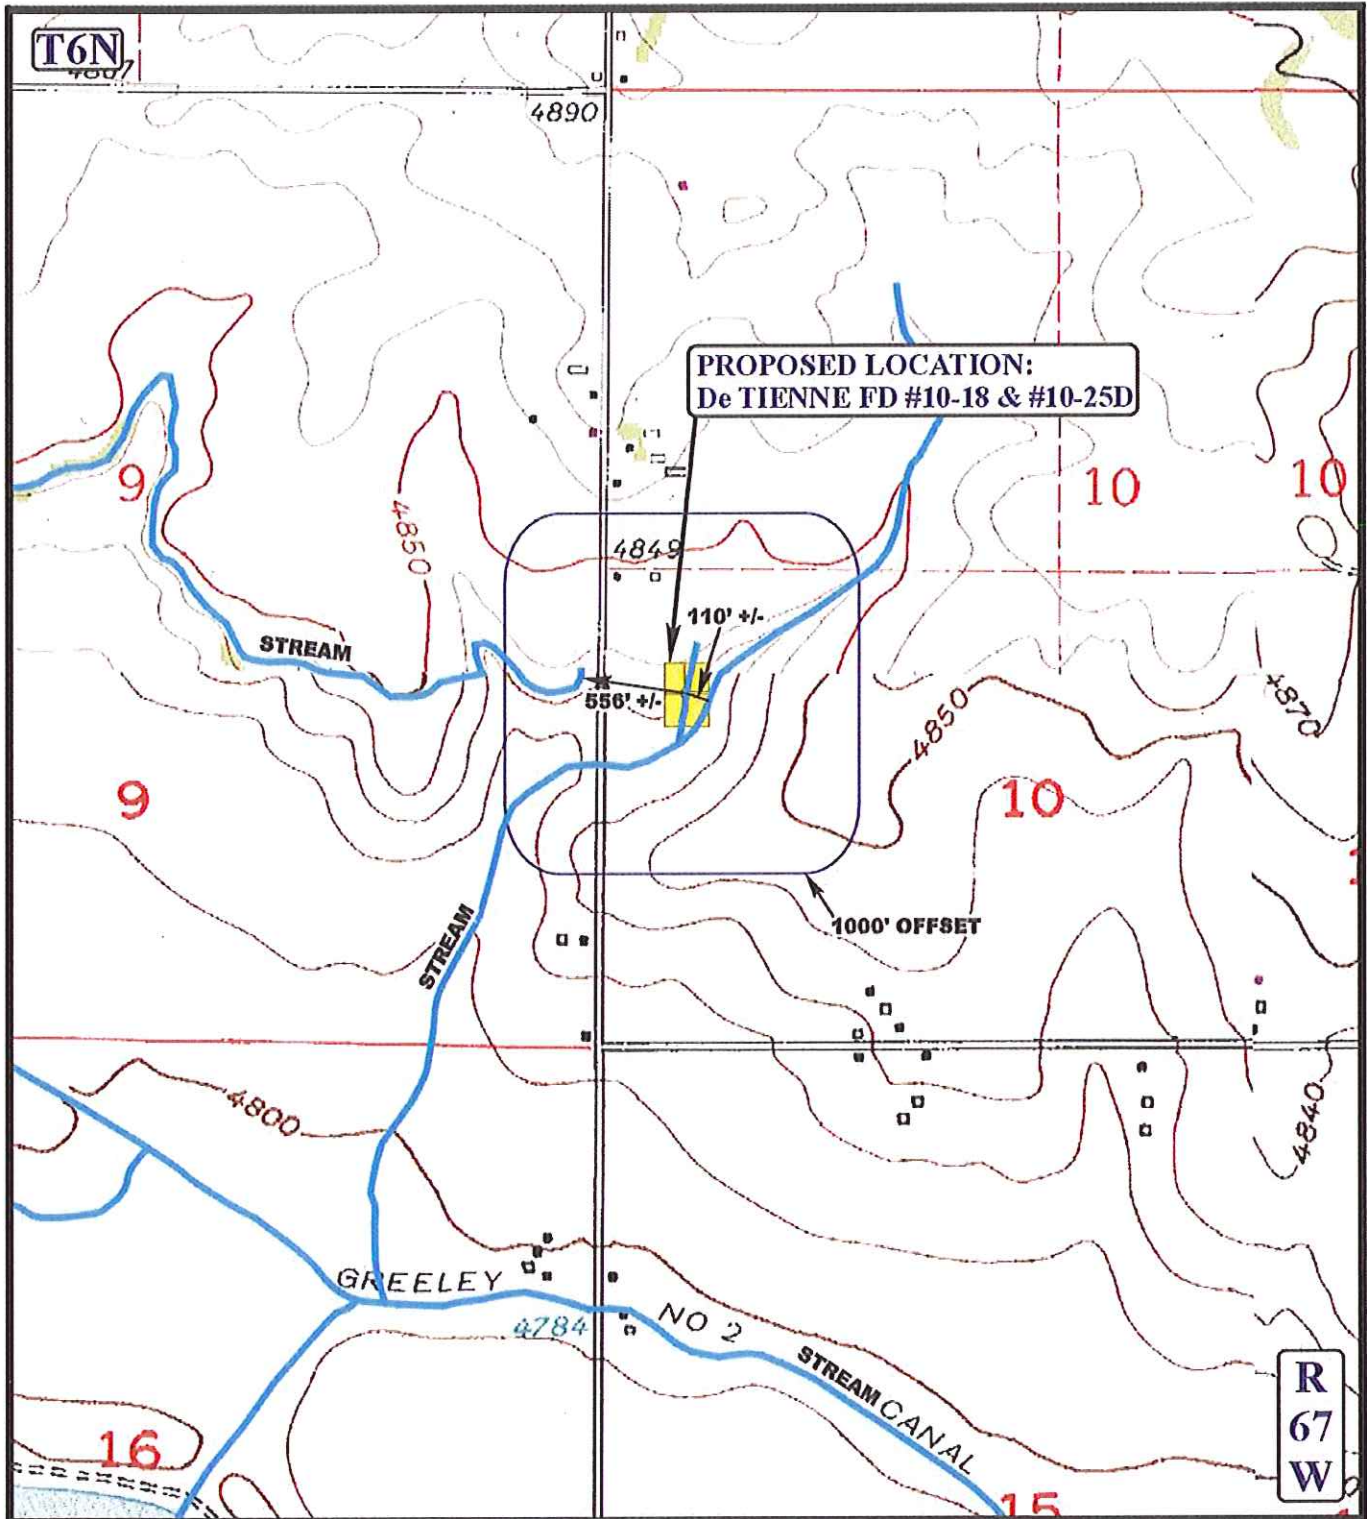 T6N
4890
PROPOSED LOCATION:
De TIENNE FD #10-18 & #10-25D
9
10
10
4850
4849
110' +/-
STREAM
556' +/-
4850
4870
9
10
1000' OFFSET
STREAM
4800
4840
GREELEY
NO 2
4784
STREAM
CANAL
R
67
W
16
15